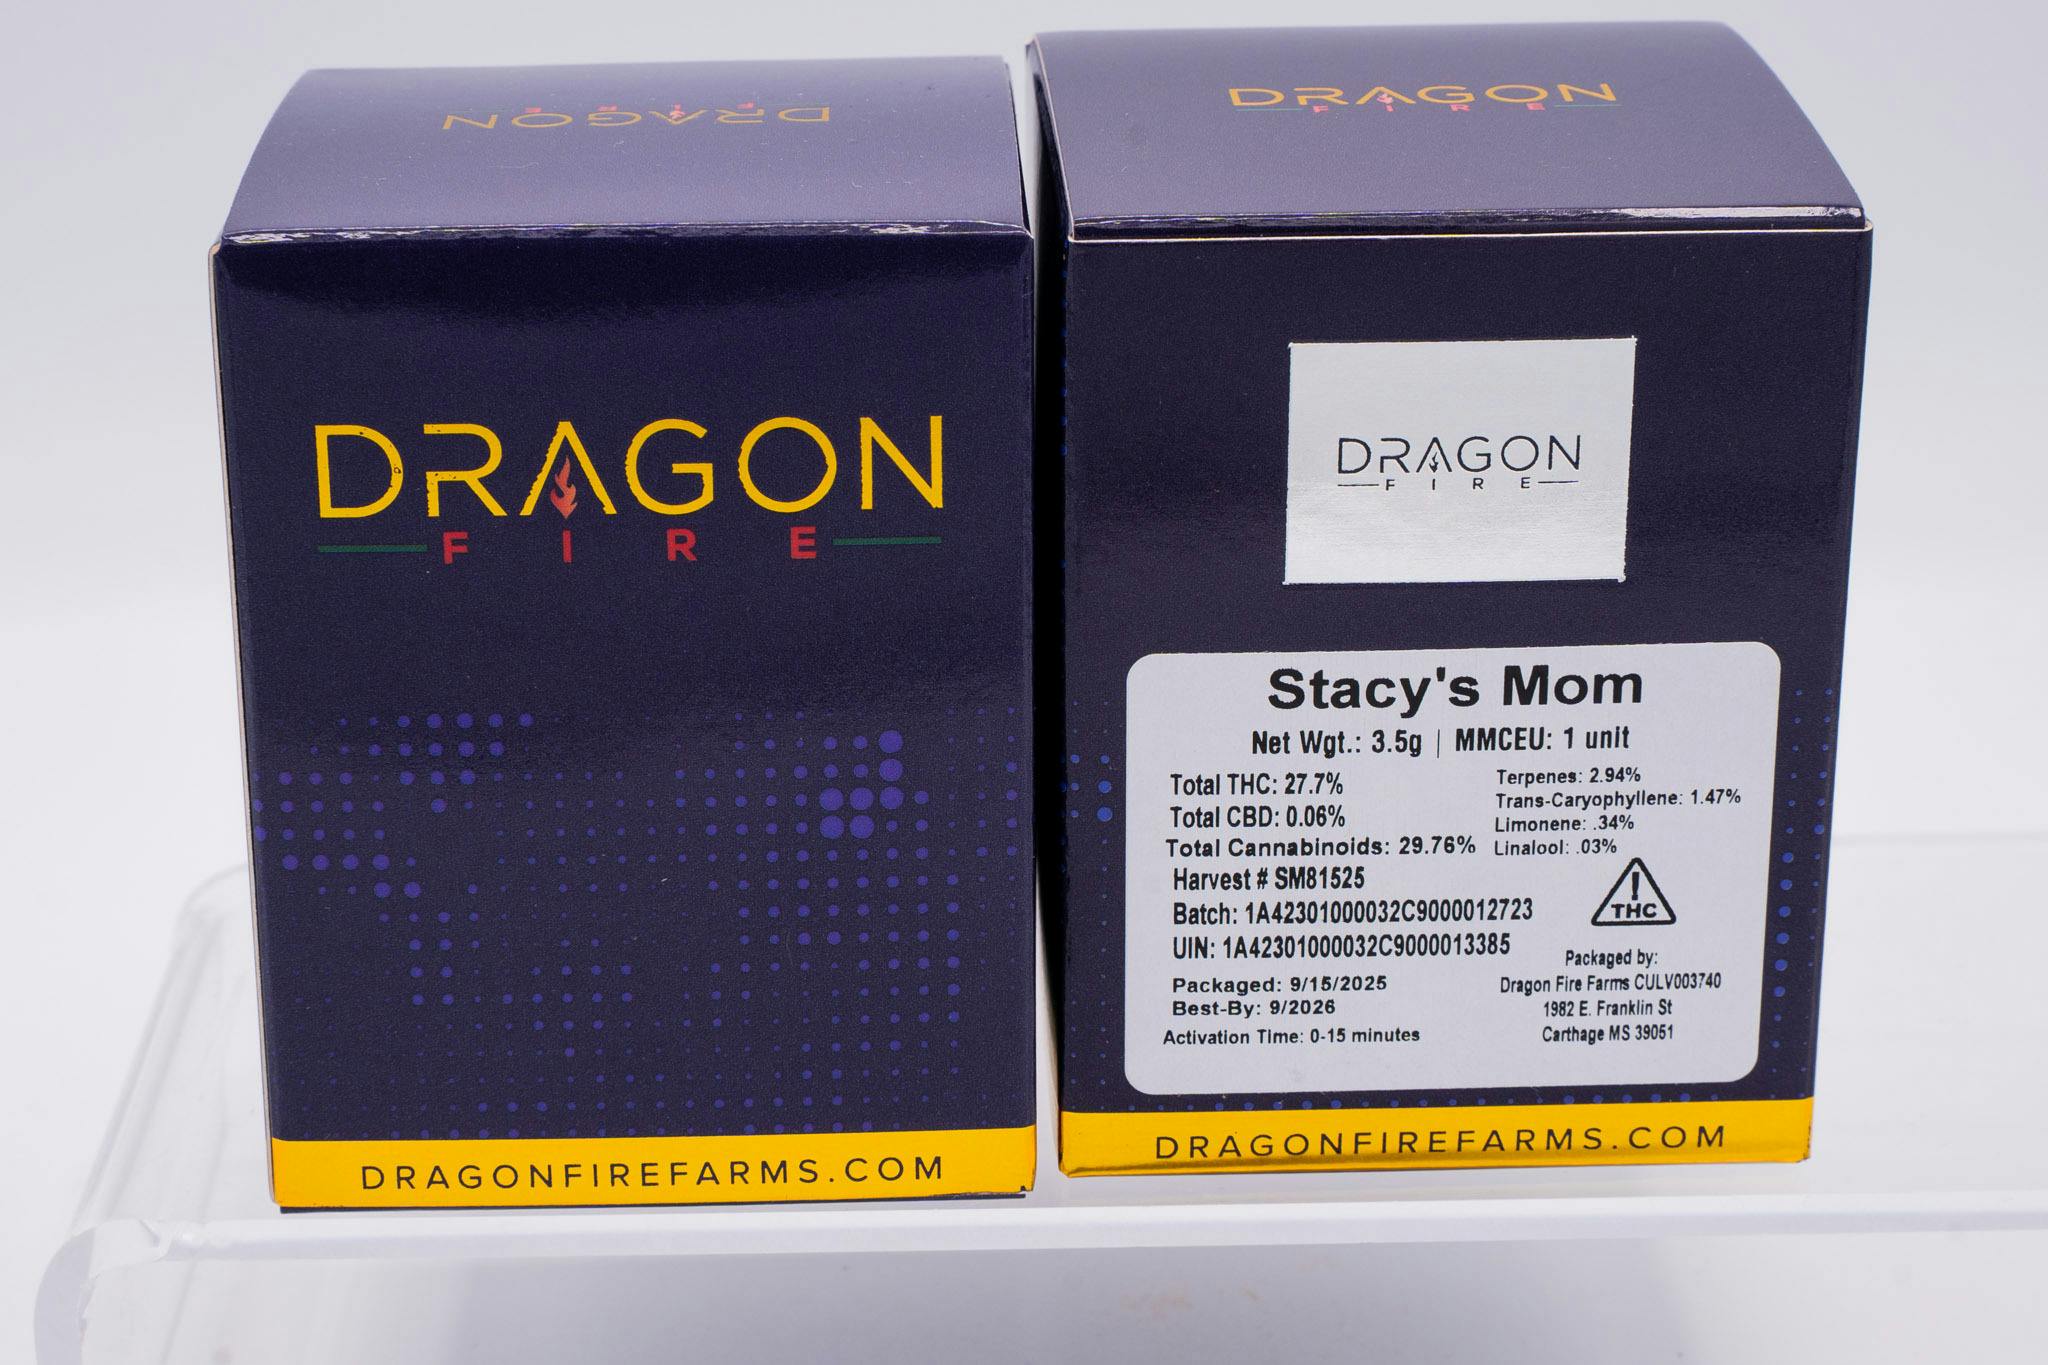 DRAGON
FIRE
DRAGON
FIRE
DRAGONFIREFARMS.COM
DRAGON
FIRE
DRAGON
FIRE
Stacy's Mom
Net Wgt.: 3.5g | MMCEU: 1 unit
Total THC: 27.7%
Total CBD: 0.06%
Total Cannabinoids: 29.76%
Harvest # SM81525
Batch: 1A42301000032C9000012723
UIN: 1A42301000032C9000013385
Packaged: 9/15/2025
Best-By: 9/2026
Activation Time: 0-15 minutes
Terpenes: 2.94%
Trans-Caryophyllene: 1.47%
Limonene: .34%
Linalool: .03%
!
THC
Packaged by:
Dragon Fire Farms CULV003740
1982 E. Franklin St
Carthage MS 39051
DRAGONFIREFARMS.COM